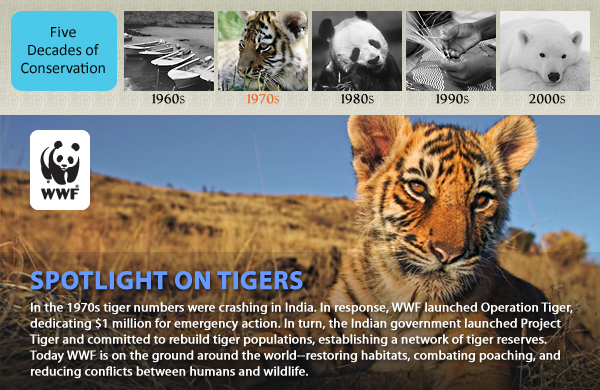 Five
Decades of
Conservation
1960s
1970s
1980s
1990s
2000s
WWF
SPOTLIGHT ON TIGERS
In the 1970s tiger numbers were crashing in India. In response, WWF launched Operation Tiger,
dedicating $1 million for emergency action. In turn, the Indian government launched Project
Tiger and committed to rebuild tiger populations, establishing a network of tiger reserves.
Today WWF is on the ground around the world--restoring habitats, combating poaching, and
reducing conflicts between humans and wildlife.